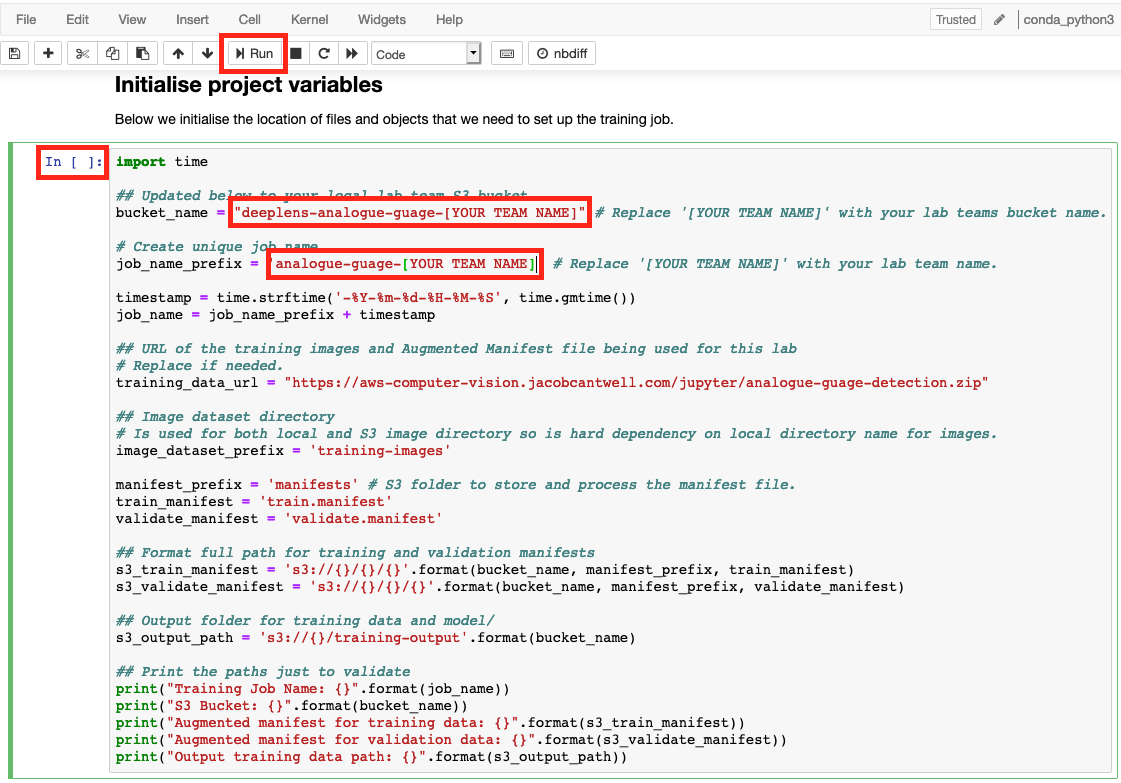 File Edit View Insert Cell Kernel Widgets Help Trusted conda_python3
Run Code nbdiff
Initialise project variables
Below we initialise the location of files and objects that we need to set up the training job.
In [ ]: import time
## Updated below to your local lab team S3 bucket
bucket_name = "deeplens-analogue-guage-[YOUR TEAM NAME]" # Replace '[YOUR TEAM NAME]' with your lab teams bucket name.
# Create unique job name
job_name_prefix = 'analogue-guage-[YOUR TEAM NAME] # Replace '[YOUR TEAM NAME]' with your lab team name.
timestamp = time.strftime('-%Y-%m-%d-%H-%M-%S', time.gmtime())
job_name = job_name_prefix + timestamp
## URL of the training images and Augmented Manifest file being used for this lab
# Replace if needed.
training_data_url = "https://aws-computer-vision.jacobcantwell.com/jupyter/analogue-guage-detection.zip"
## Image dataset directory
# Is used for both local and S3 image directory so is hard dependency on local directory name for images.
image_dataset_prefix = 'training-images'
manifest_prefix = 'manifests' # S3 folder to store and process the manifest file.
train_manifest = 'train.manifest'
validate_manifest = 'validate.manifest'
## Format full path for training and validation manifests
s3_train_manifest = 's3://{}/{}/{}'.format(bucket_name, manifest_prefix, train_manifest)
s3_validate_manifest = 's3://{}/{}/{}'.format(bucket_name, manifest_prefix, validate_manifest)
## Output folder for training data and model/
s3_output_path = 's3://{}/training-output'.format(bucket_name)
## Print the paths just to validate
print("Training Job Name: {}".format(job_name))
print("S3 Bucket: {}".format(bucket_name))
print("Augmented manifest for training data: {}".format(s3_train_manifest))
print("Augmented manifest for validation data: {}".format(s3_validate_manifest))
print("Output training data path: {}".format(s3_output_path))